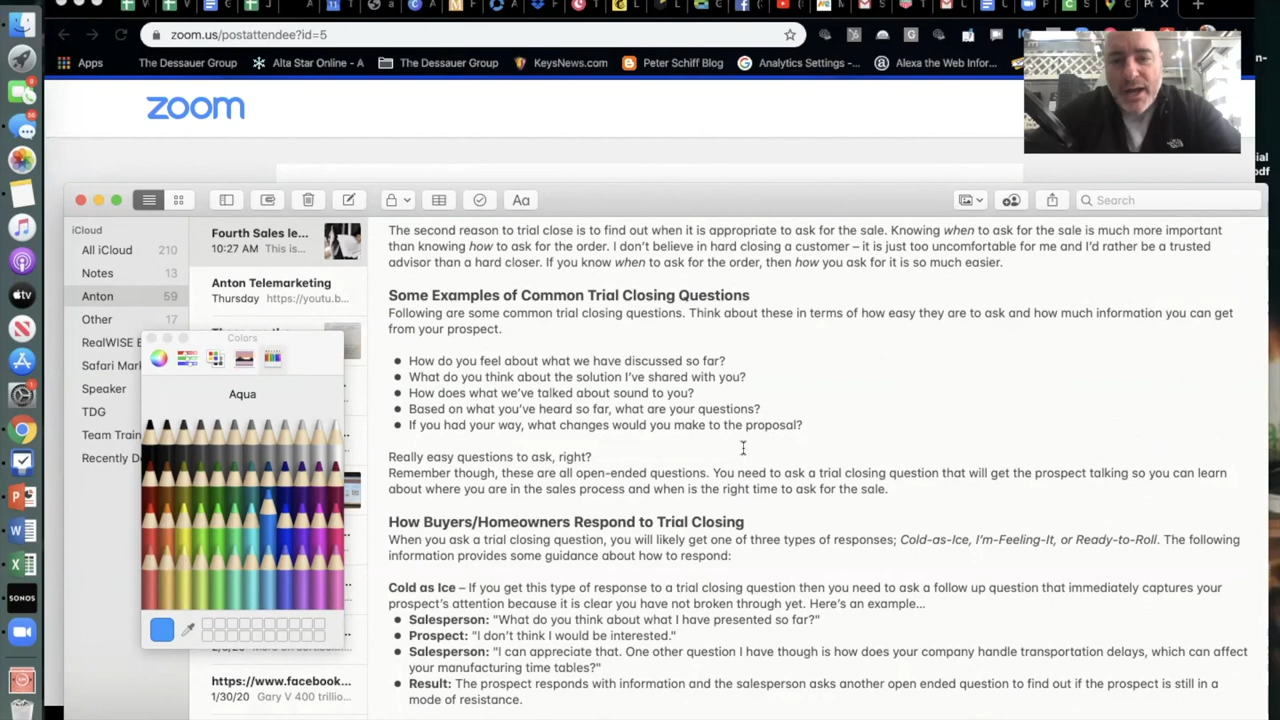 zoom.us/postattendee?id=5
Apps
The Dessauer Group
Alta Star Online - A
The Dessauer Group
KeysNews.com
Peter Schiff Blog
Analytics Settings -...
Alexa the Web Infor...
zoom
Aa
Search
iCloud
All iCloud 210
Notes 13
Anton 59
Other 17
RealWISE
Safari Mark
Speaker
TDG
Team Train
Recently D
Fourth Sales le...
10:27 AM This is...
Anton Telemarketing
Thursday https://youtu.b...
https://www.facebook...
1/30/20 Gary V 400 trillio...
Colors
Aqua
The second reason to trial close is to find out when it is appropriate to ask for the sale. Knowing when to ask for the sale is much more important
than knowing how to ask for the order. I don't believe in hard closing a customer – it is just too uncomfortable for me and I'd rather be a trusted
advisor than a hard closer. If you know when to ask for the order, then how you ask for it is so much easier.
Some Examples of Common Trial Closing Questions
Following are some common trial closing questions. Think about these in terms of how easy they are to ask and how much information you can get
from your prospect.
● How do you feel about what we have discussed so far?
● What do you think about the solution I've shared with you?
● How does what we've talked about sound to you?
● Based on what you've heard so far, what are your questions?
● If you had your way, what changes would you make to the proposal?
Really easy questions to ask, right?
Remember though, these are all open-ended questions. You need to ask a trial closing question that will get the prospect talking so you can learn
about where you are in the sales process and when is the right time to ask for the sale.
How Buyers/Homeowners Respond to Trial Closing
When you ask a trial closing question, you will likely get one of three types of responses; Cold-as-Ice, I'm-Feeling-It, or Ready-to-Roll. The following
information provides some guidance about how to respond:
Cold as Ice – If you get this type of response to a trial closing question then you need to ask a follow up question that immediately captures your
prospect's attention because it is clear you have not broken through yet. Here's an example...
● Salesperson: "What do you think about what I have presented so far?"
● Prospect: "I don't think I would be interested."
● Salesperson: "I can appreciate that. One other question I have though is how does your company handle transportation delays, which can affect
your manufacturing time tables?"
● Result: The prospect responds with information and the salesperson asks another open ended question to find out if the prospect is still in a
mode of resistance.
SONOS